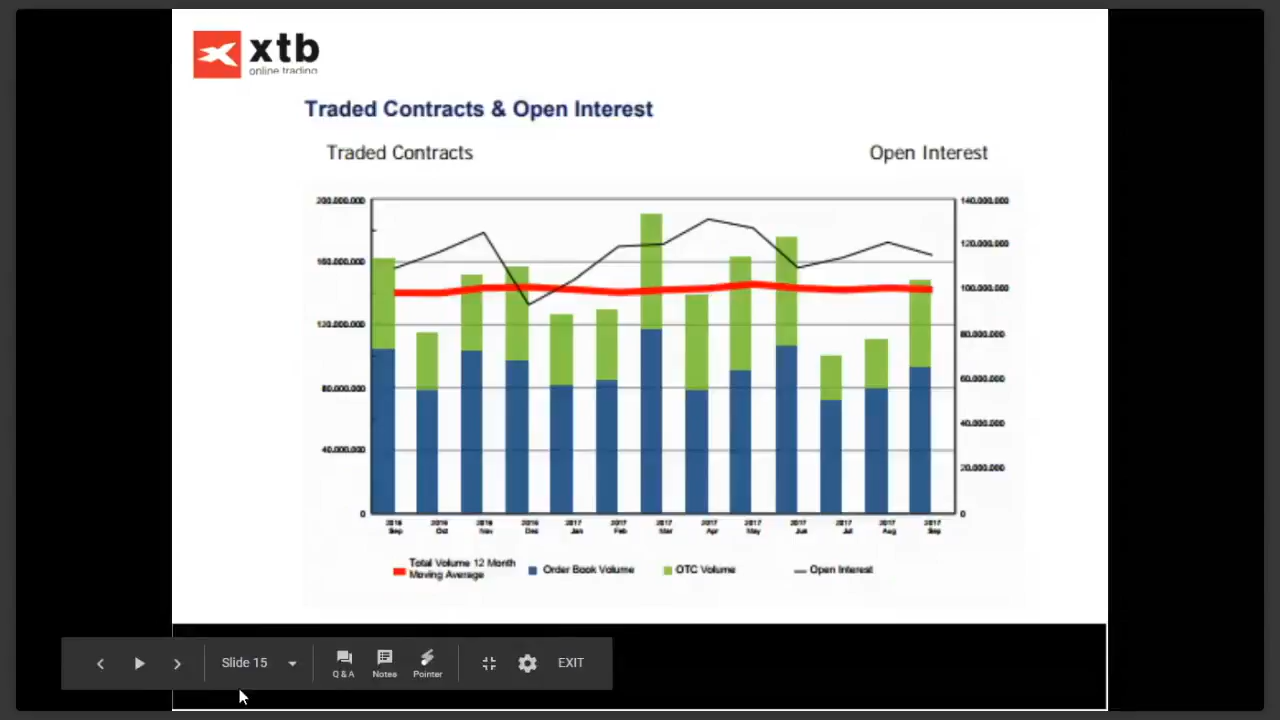 xtb
online trading
Traded Contracts & Open Interest
Traded Contracts Open Interest
200.000.000 140.000.000
160.000.000 120.000.000
120.000.000 100.000.000
80.000.000 80.000.000
40.000.000 60.000.000
0 40.000.000
20.000.000
0
2016 2016 2016 2016 2017 2017 2017 2017 2017 2017 2017 2017 2017
Sep Oct Nov Dec Jan Feb Mar Apr May Jun Jul Aug Sep
Total Volume 12 Month
Moving Average
Order Book Volume OTC Volume Open Interest
Slide 15
Q & A Notes Pointer
EXIT